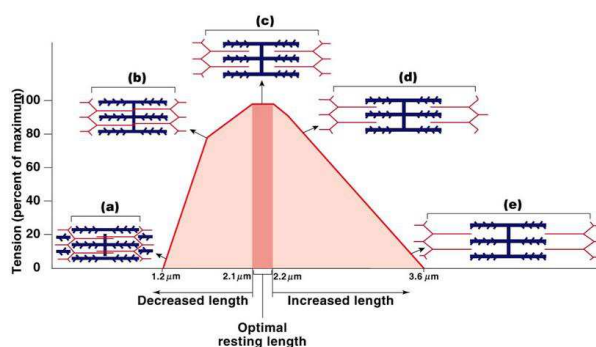 (c)
(b)
(d)
Tension (percent of maximum)
100
80
60
40
20
0
(a)
(e)
1.2 µm
2.1 µm
2.2 µm
3.6 µm
Decreased length
Increased length
Optimal
resting length